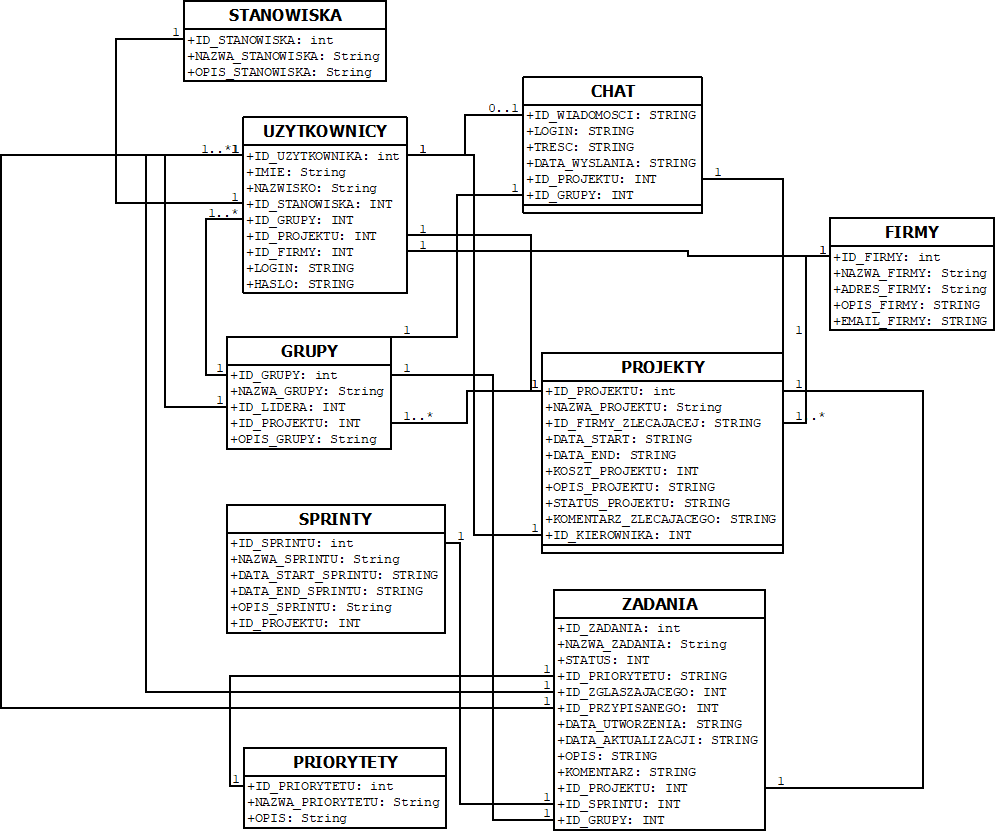 STANOWISKA
1
+ID_STANOWISKA: int
+NAZWA_STANOWISKA: String
+OPIS_STANOWISKA: String
CHAT
0..1
+ID_WIADOMOSCI: STRING
+LOGIN: STRING
+TRESC: STRING
+DATA_WYSLANIA: STRING
+ID_PROJEKTU: INT
1
1
+ID_GRUPY: INT
UZYTKOWNICY
1..*1
1
+ID_UZYTKOWNIKA: int
+IMIE: String
+NAZWISKO: String
1
+ID_STANOWISKA: INT
1..*
+ID_GRUPY: INT
+ID_PROJEKTU: INT
1
+ID_FIRMY: INT
1
+LOGIN: STRING
+HASLO: STRING
FIRMY
1
+ID_FIRMY: int
+NAZWA_FIRMY: String
+ADRES_FIRMY: String
+OPIS_FIRMY: STRING
+EMAIL_FIRMY: STRING
1
1
GRUPY
1
1
+ID_GRUPY: int
+NAZWA_GRUPY: String
1
+ID_LIDERA: INT
+ID_PROJEKTU: INT
1..*
+OPIS_GRUPY: String
PROJEKTY
1
1
+ID_PROJEKTU: int
+NAZWA_PROJEKTU: String
+ID_FIRMY_ZLECAJACEJ: STRING
1..*
+DATA_START: STRING
+DATA_END: STRING
+KOSZT_PROJEKTU: INT
+OPIS_PROJEKTU: STRING
+STATUS_PROJEKTU: STRING
+KOMENTARZ_ZLECAJACEGO: STRING
1
+ID_KIEROWNIKA: INT
SPRINTY
1
+ID_SPRINTU: int
+NAZWA_SPRINTU: String
+DATA_START_SPRINTU: STRING
+DATA_END_SPRINTU: STRING
+OPIS_SPRINTU: String
+ID_PROJEKTU: INT
ZADANIA
+ID_ZADANIA: int
+NAZWA_ZADANIA: String
+STATUS: INT
1
+ID_PRIORYTETU: STRING
1
+ID_ZGLASZAJACEGO: INT
1
+ID_PRZYPISANEGO: INT
+DATA_UTWORZENIA: STRING
+DATA_AKTUALIZACJI: STRING
+OPIS: STRING
+KOMENTARZ: STRING
+ID_PROJEKTU: INT
1
1
+ID_SPRINTU: INT
1
+ID_GRUPY: INT
PRIORYTETY
1
+ID_PRIORYTETU: int
+NAZWA_PRIORYTETU: String
+OPIS: String